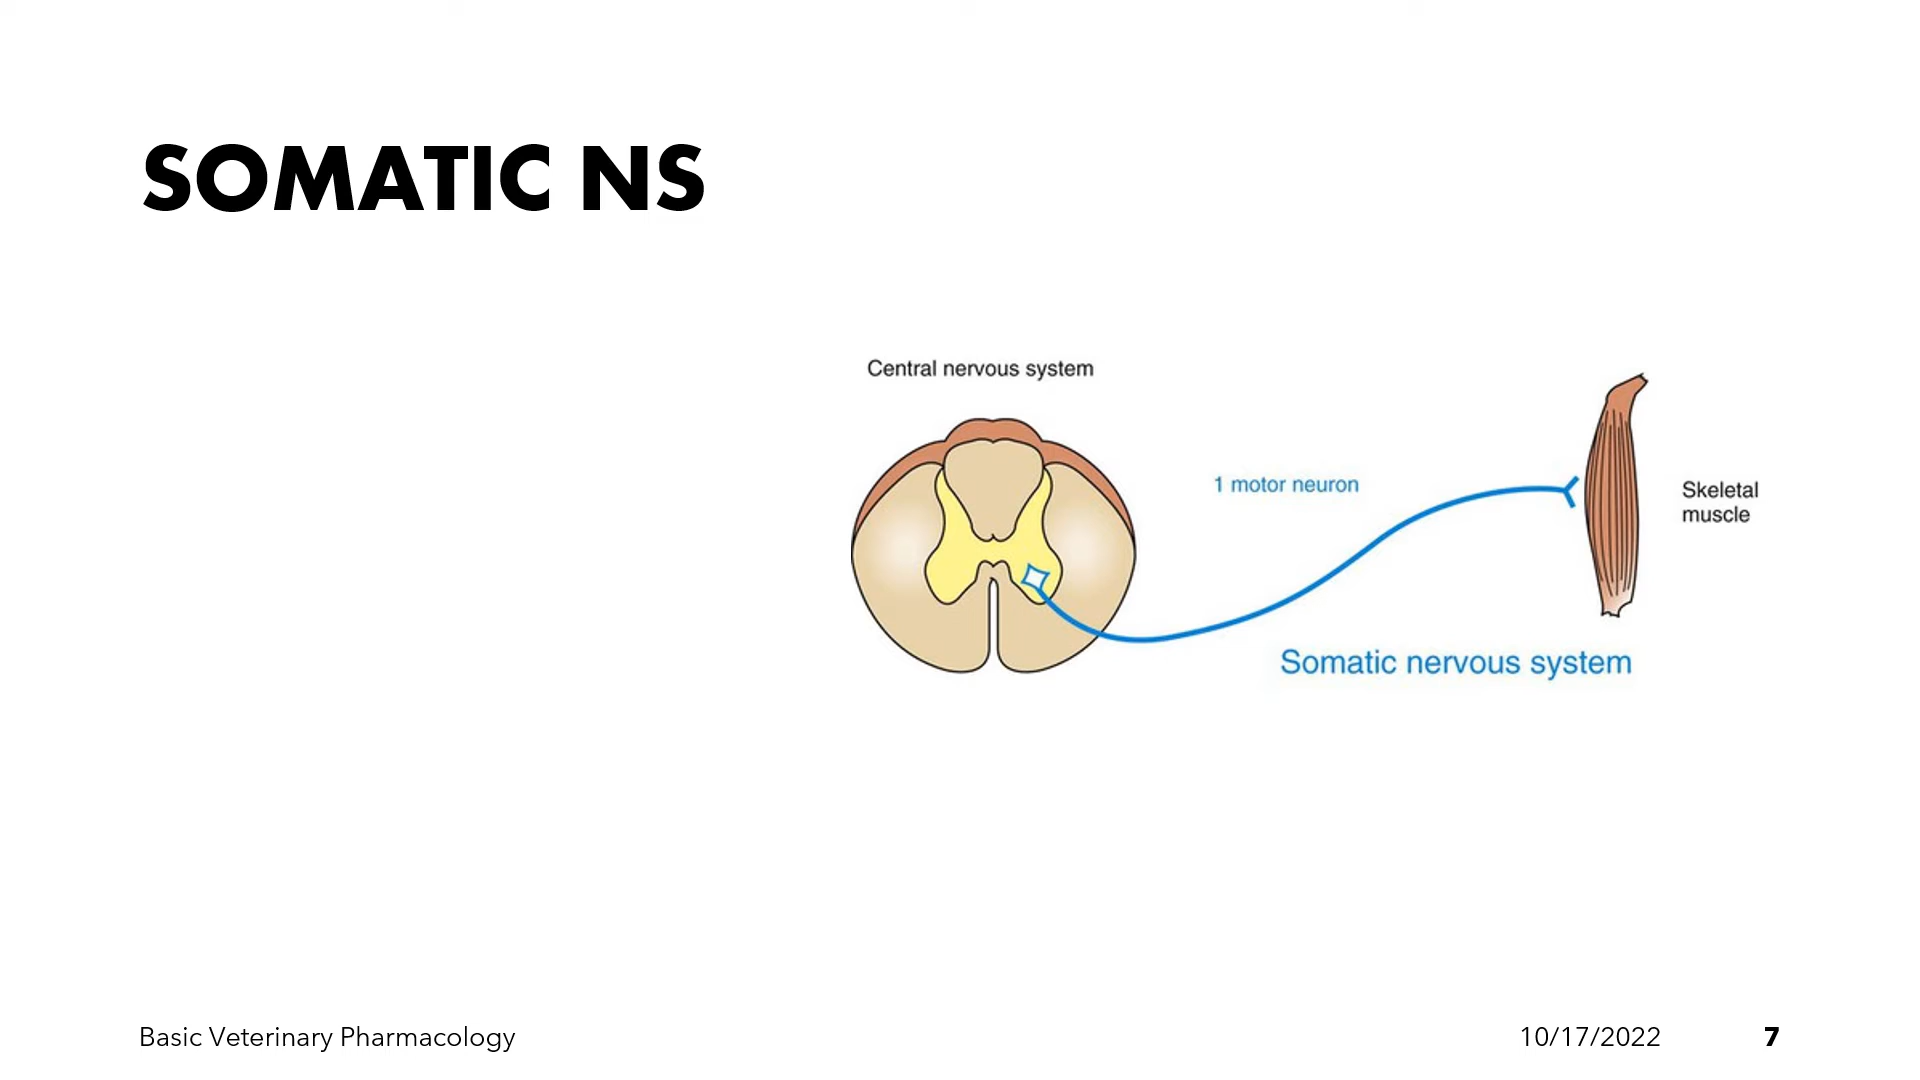 SOMATIC NS
Central nervous system
1 motor neuron
Skeletal
muscle
Somatic nervous system
Basic Veterinary Pharmacology
10/17/2022
7